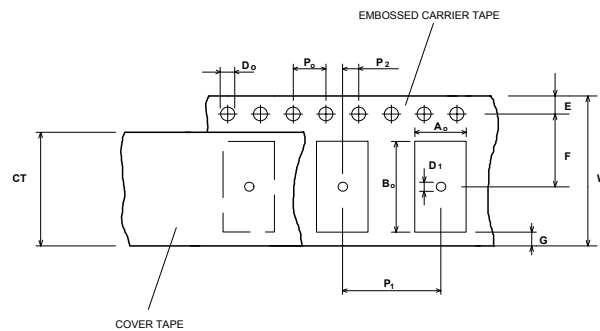 EMBOSSED CARRIER TAPE
Do
Po
P2
E
Ao
F
CT
D1
Bo
W
G
P1
COVER TAPE